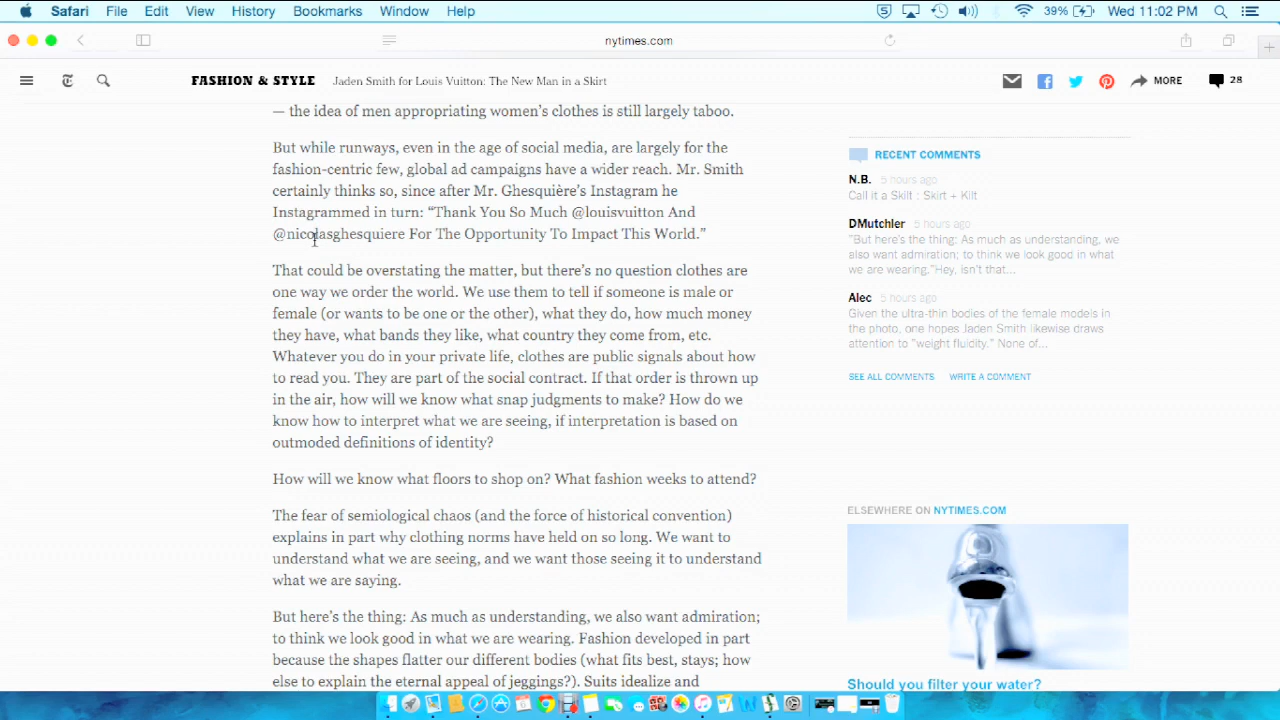 Safari File Edit View History Bookmarks Window Help
39% Wed 11:02 PM
nytimes.com
FASHION & STYLE Jaden Smith for Louis Vuitton: The New Man in a Skirt
MORE 28
— the idea of men appropriating women's clothes is still largely taboo.
But while runways, even in the age of social media, are largely for the
fashion-centric few, global ad campaigns have a wider reach. Mr. Smith
certainly thinks so, since after Mr. Ghesquière's Instagram he
Instagrammed in turn: “Thank You So Much @louisvuitton And
@nicolasghesquiere For The Opportunity To Impact This World.”
That could be overstating the matter, but there's no question clothes are
one way we order the world. We use them to tell if someone is male or
female (or wants to be one or the other), what they do, how much money
they have, what bands they like, what country they come from, etc.
Whatever you do in your private life, clothes are public signals about how
to read you. They are part of the social contract. If that order is thrown up
in the air, how will we know what snap judgments to make? How do we
know how to interpret what we are seeing, if interpretation is based on
outmoded definitions of identity?
How will we know what floors to shop on? What fashion weeks to attend?
The fear of semiological chaos (and the force of historical convention)
explains in part why clothing norms have held on so long. We want to
understand what we are seeing, and we want those seeing it to understand
what we are saying.
But here's the thing: As much as understanding, we also want admiration;
to think we look good in what we are wearing. Fashion developed in part
because the shapes flatter our different bodies (what fits best, stays; how
else to explain the eternal appeal of jeggings?). Suits idealize and
RECENT COMMENTS
N.B. 5 hours ago
Call it a Skilt : Skirt + Kilt
DMutchler 5 hours ago
"But here's the thing: As much as understanding, we
also want admiration; to think we look good in what
we are wearing."Hey, isn't that...
Alec 5 hours ago
Given the ultra-thin bodies of the female models in
the photo, one hopes Jaden Smith likewise draws
attention to "weight fluidity." None of...
SEE ALL COMMENTS WRITE A COMMENT
ELSEWHERE ON NYTIMES.COM
Should you filter your water?